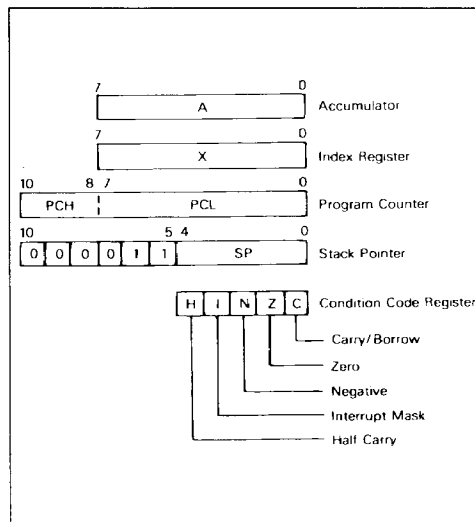 7 0
A Accumulator
7 0
X Index Register
10 8 7 0
PCH PCL Program Counter
10 5 4 0
0 0 0 0 1 1 SP Stack Pointer
H I N Z C Condition Code Register
Carry/Borrow
Zero
Negative
Interrupt Mask
Half Carry